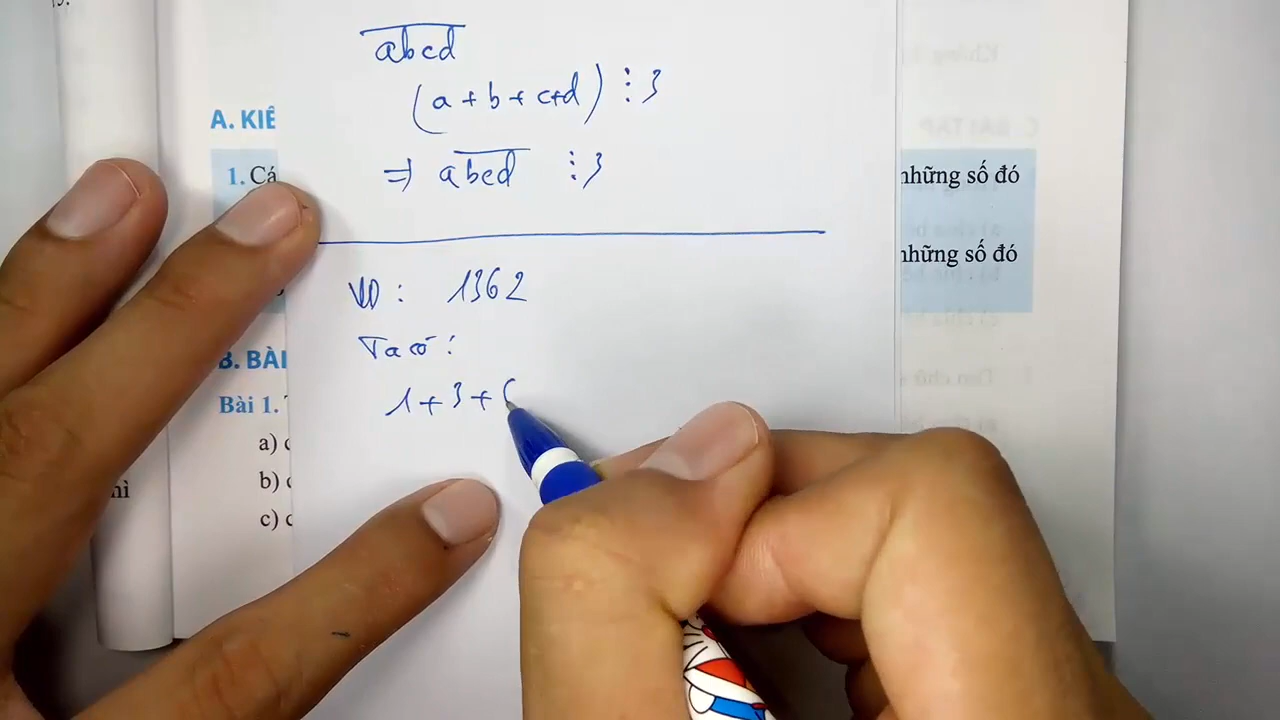 abcd
(a+b+c+d) ⋮ 3
⇒ abcd ⋮ 3
A. KIẾ
1. Cá
những số đó
những số đó
VD : 1362
Ta có :
B. BÀI
1+3+6
Bài 1.
a)
b)
c)